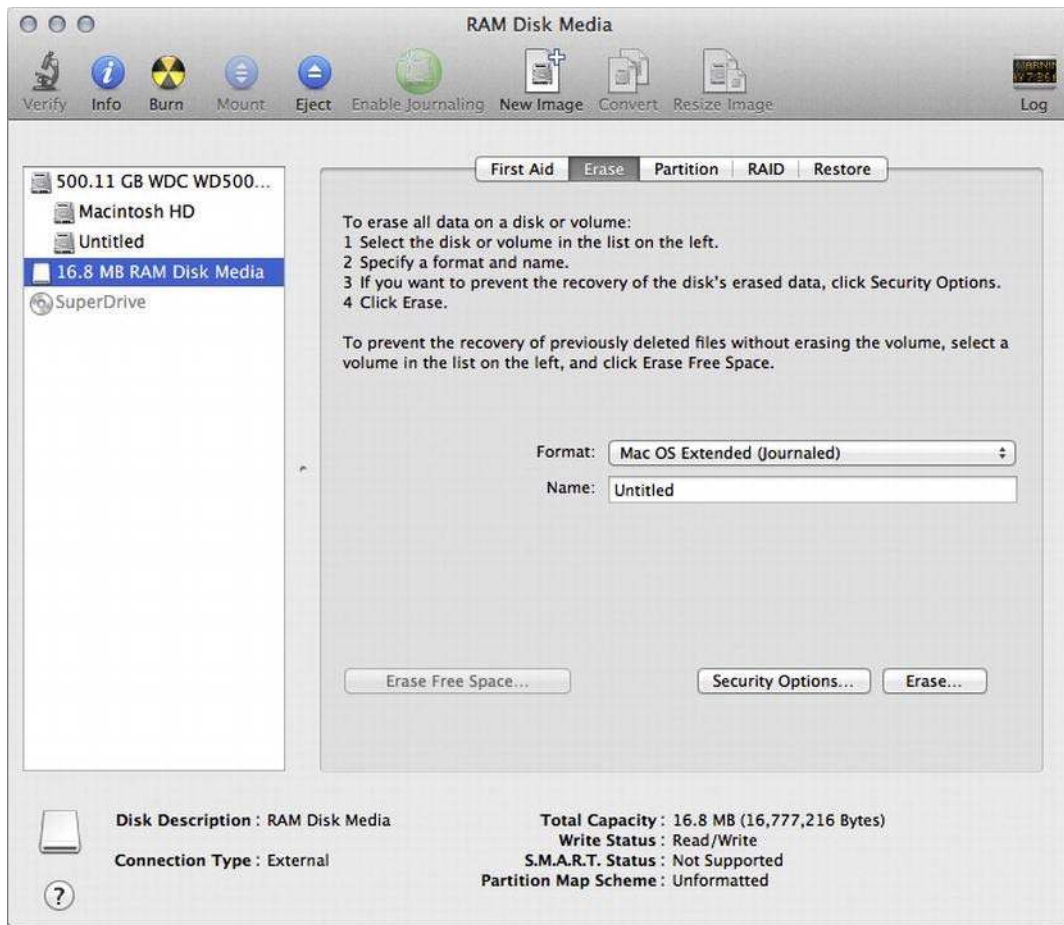 RAM Disk Media
Verify Info Burn Mount Eject Enable Journaling New Image Convert Resize Image Log
500.11 GB WDC WD500...
Macintosh HD
Untitled
16.8 MB RAM Disk Media
SuperDrive
First Aid Erase Partition RAID Restore
To erase all data on a disk or volume:
1 Select the disk or volume in the list on the left.
2 Specify a format and name.
3 If you want to prevent the recovery of the disk's erased data, click Security Options.
4 Click Erase.
To prevent the recovery of previously deleted files without erasing the volume, select a
volume in the list on the left, and click Erase Free Space.
Format: Mac OS Extended (Journaled)
Name: Untitled
Erase Free Space... Security Options... Erase...
Disk Description : RAM Disk Media
Connection Type : External
Total Capacity : 16.8 MB (16,777,216 Bytes)
Write Status : Read/Write
S.M.A.R.T. Status : Not Supported
Partition Map Scheme : Unformatted
?